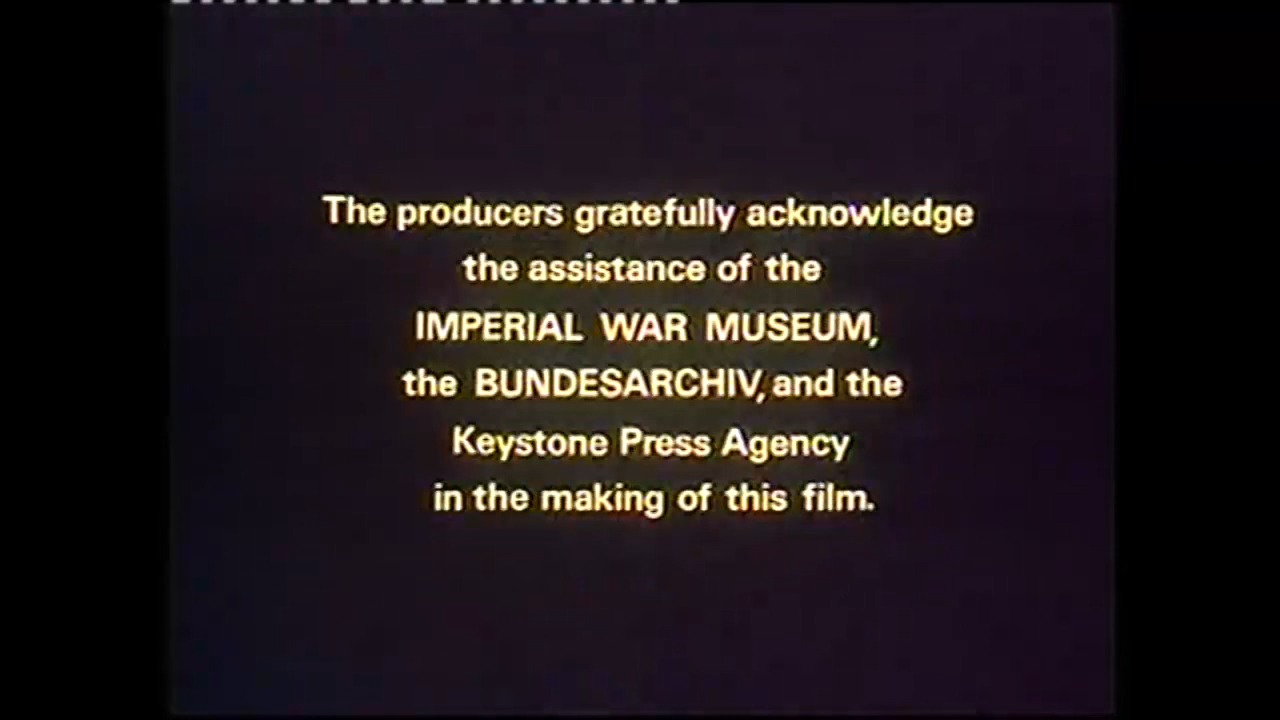 The producers gratefully acknowledge
the assistance of the
IMPERIAL WAR MUSEUM,
the BUNDESARCHIV, and the
Keystone Press Agency
in the making of this film.